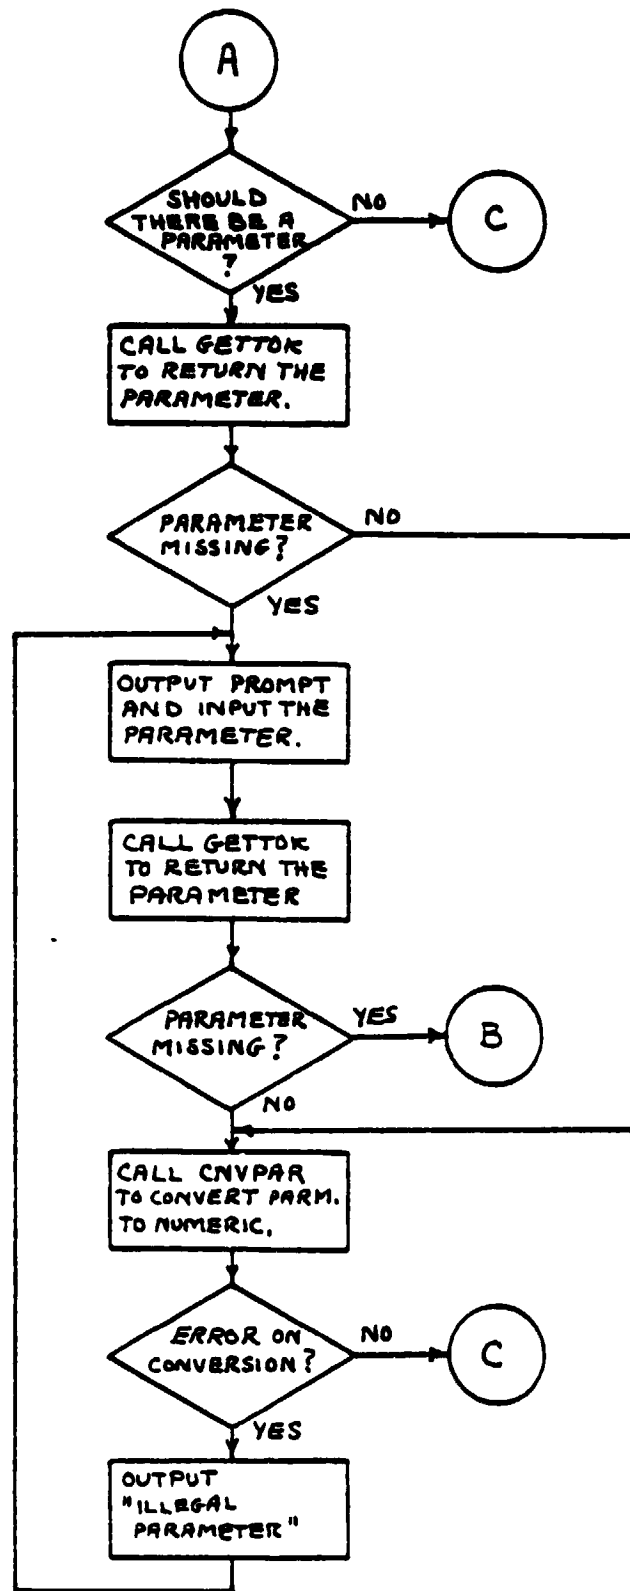 A
SHOULD
THERE BE A
PARAMETER
?
NO
C
YES
CALL GETTOK
TO RETURN THE
PARAMETER.
PARAMETER
MISSING?
NO
YES
OUTPUT PROMPT
AND INPUT THE
PARAMETER.
CALL GETTOK
TO RETURN THE
PARAMETER
PARAMETER
MISSING?
YES
B
NO
CALL CNVPAR
TO CONVERT PARM.
TO NUMERIC.
ERROR ON
CONVERSION?
NO
C
YES
OUTPUT
"ILLEGAL
PARAMETER"